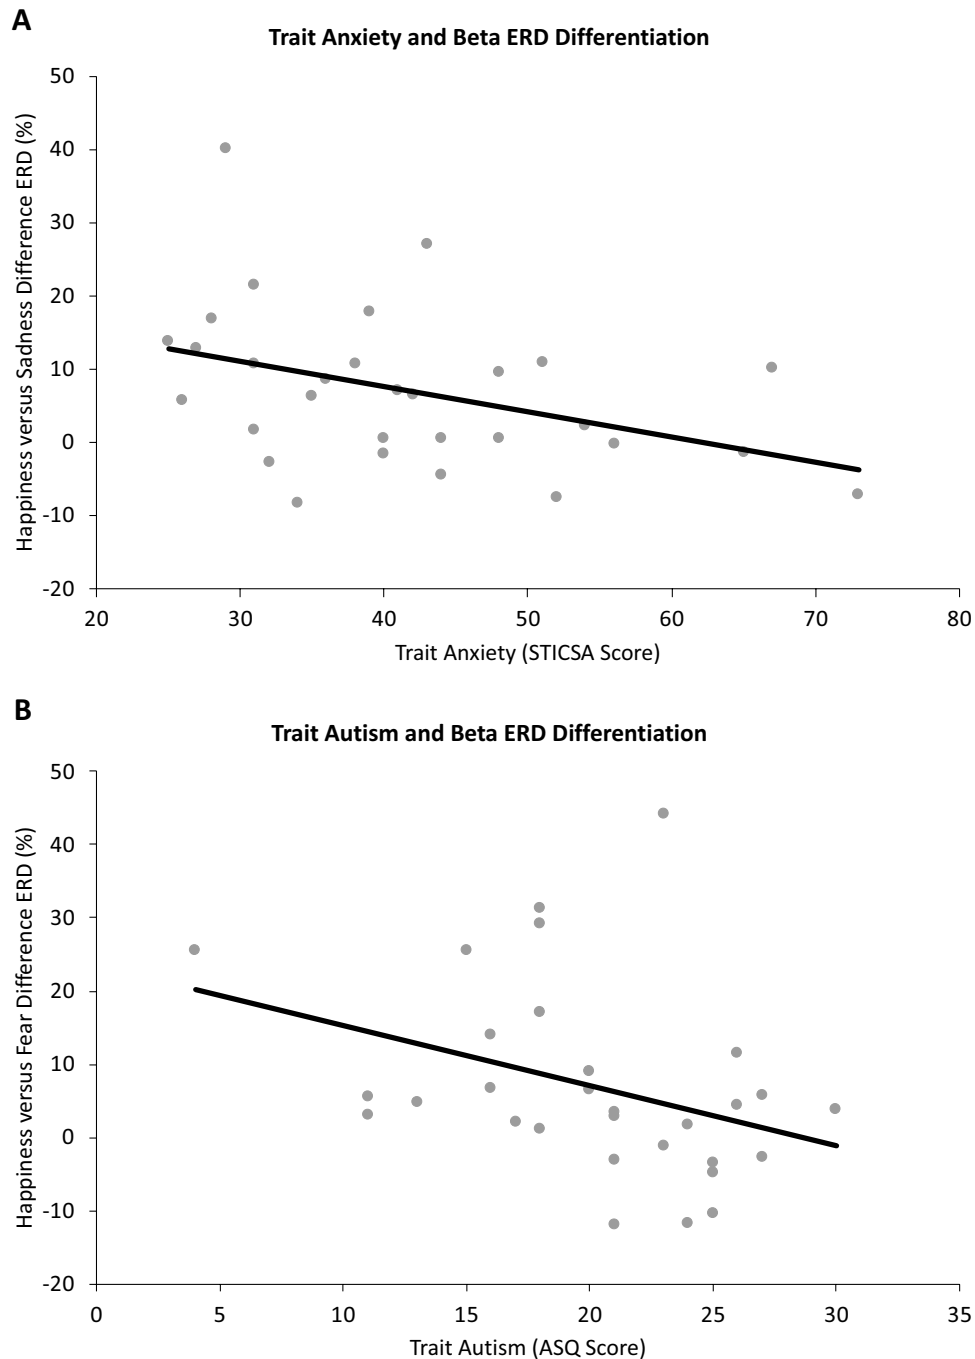 A
Trait Anxiety and Beta ERD Differentiation
Happiness versus Sadness Difference ERD (%)
50
40
30
20
10
0
-10
-20
20 30 40 50 60 70 80
Trait Anxiety (STICSA Score)
B
Trait Autism and Beta ERD Differentiation
Happiness versus Fear Difference ERD (%)
50
40
30
20
10
0
-10
-20
0 5 10 15 20 25 30 35
Trait Autism (ASQ Score)